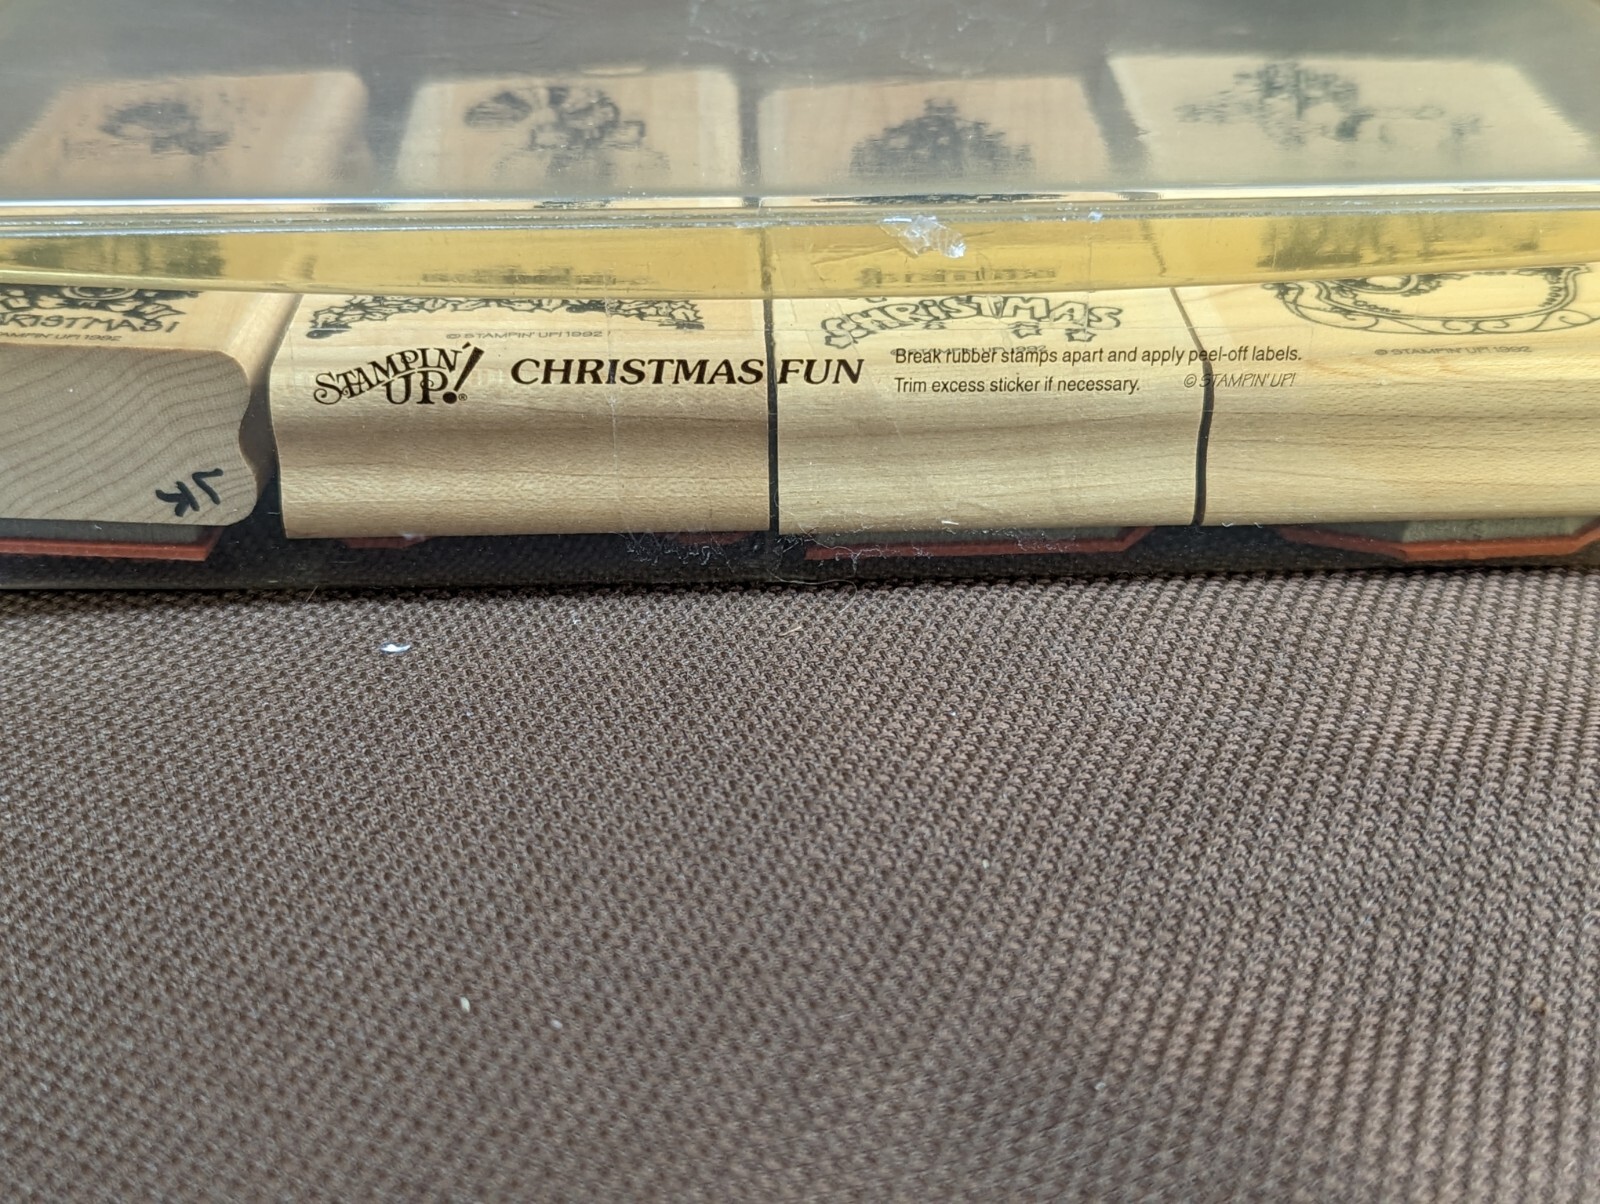 CHRISTMAS!
STAMPIN' UP! 1992
© STAMPIN' UP! 1992
CHRISTMAS
© STAMPIN' UP! 1992
STAMPIN' UP!® CHRISTMAS FUN
Break rubber stamps apart and apply peel-off labels.
Trim excess sticker if necessary. © STAMPIN' UP!
JK